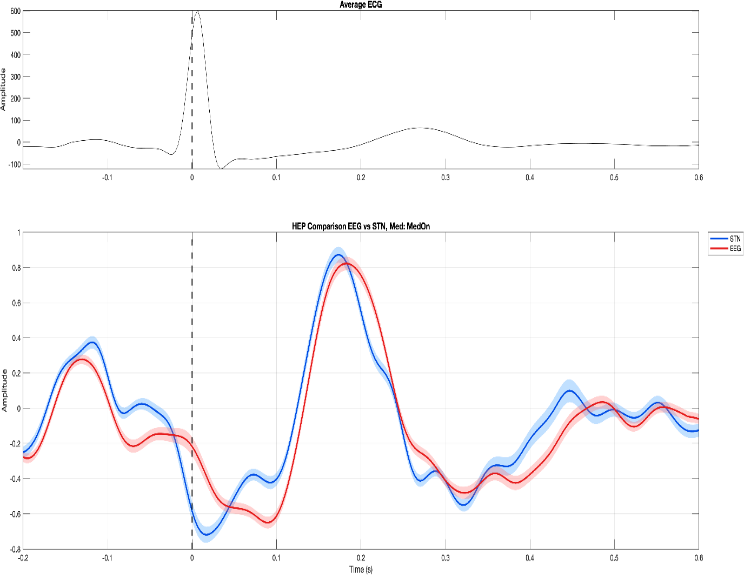 Average ECG
Amplitude
600
500
400
300
200
100
0
-100
-0.1 0 0.1 0.2 0.3 0.4 0.5 0.6
HEP Comparison EEG vs STN, Med: MedOn
STN
EEG
Amplitude
1
0.8
0.6
0.4
0.2
0
-0.2
-0.4
-0.6
-0.8
-0.2 -0.1 0 0.1 0.2 0.3 0.4 0.5 0.6
Time (s)